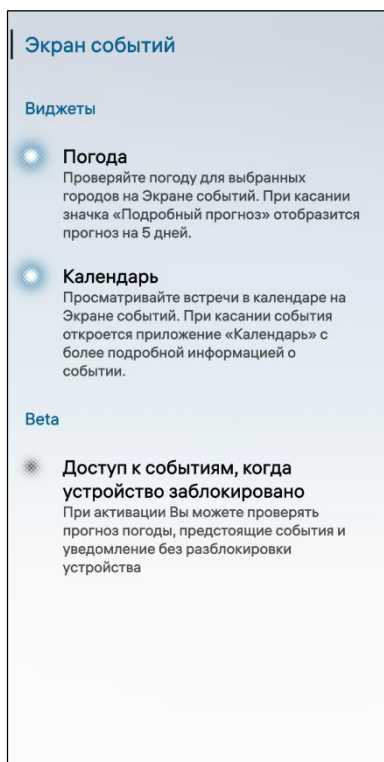 Экран событий
Виджеты
Погода
Проверяйте погоду для выбранных
городов на Экране событий. При касании
значка «Подробный прогноз» отобразится
прогноз на 5 дней.
Календарь
Просматривайте встречи в календаре на
Экране событий. При касании события
откроется приложение «Календарь» с
более подробной информацией о
событии.
Beta
Доступ к событиям, когда
устройство заблокировано
При активации Вы можете проверять
прогноз погоды, предстоящие события и
уведомление без разблокировки
устройства